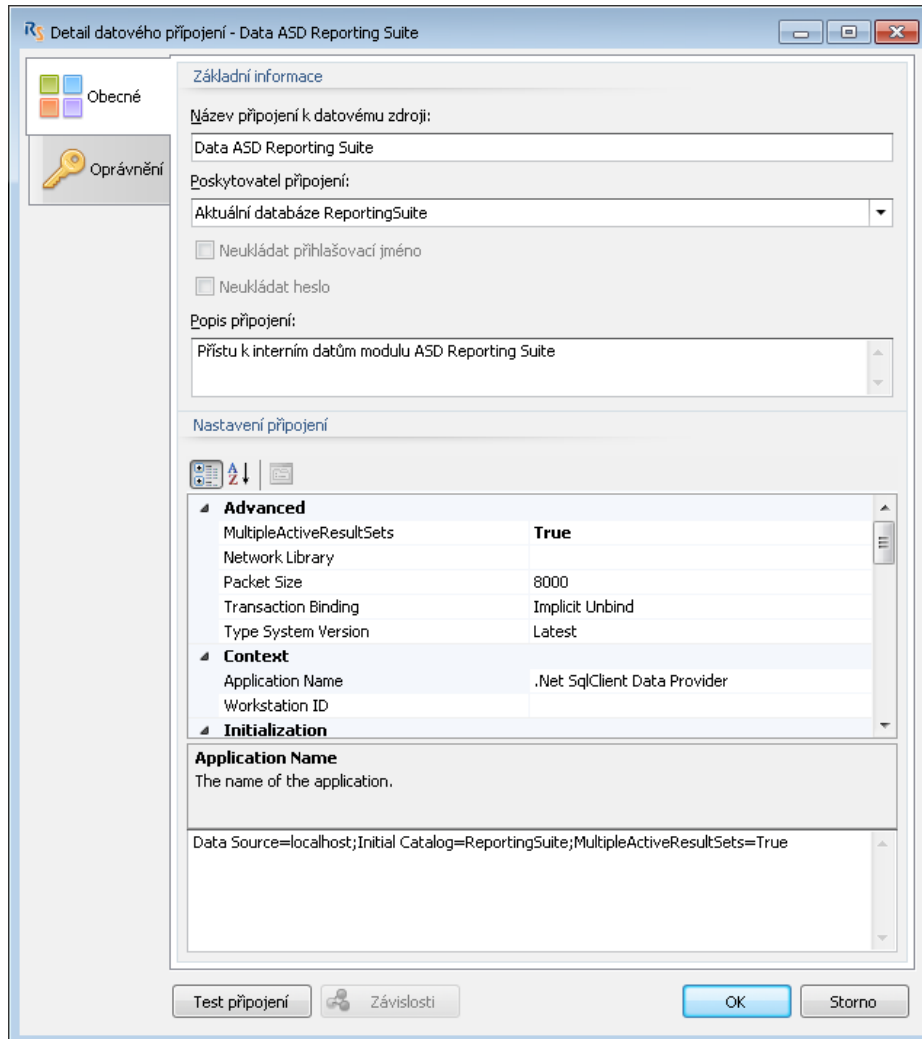 RS Detail datového připojení - Data ASD Reporting Suite
Obecné
Oprávnění
Základní informace
Název připojení k datovému zdroji:
Data ASD Reporting Suite
Poskytovatel připojení:
Aktuální databáze ReportingSuite
Neukládat přihlašovací jméno
Neukládat heslo
Popis připojení:
Přístu k interním datům modulu ASD Reporting Suite
Nastavení připojení
Advanced
MultipleActiveResultSets True
Network Library
Packet Size 8000
Transaction Binding Implicit Unbind
Type System Version Latest
Context
Application Name .Net SqlClient Data Provider
Workstation ID
Initialization
Application Name
The name of the application.
Data Source=localhost;Initial Catalog=ReportingSuite;MultipleActiveResultSets=True
Test připojení Závislosti OK Storno